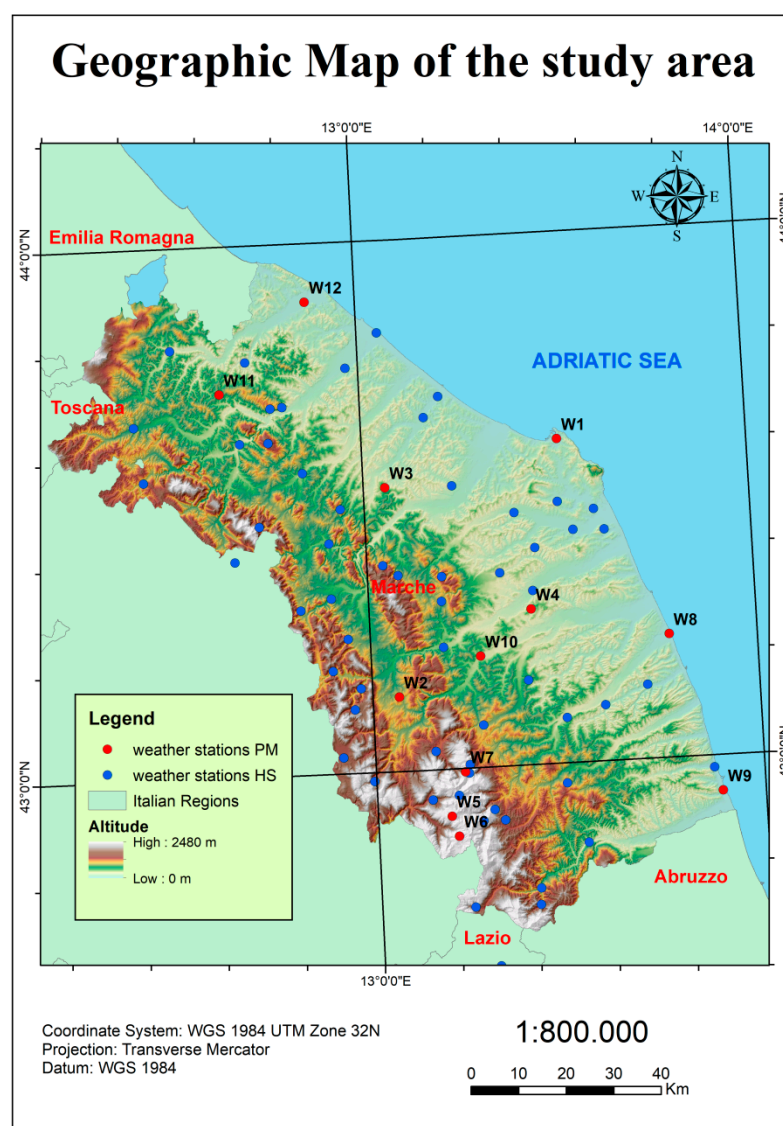 Geographic Map of the study area
13°0'0"E
14°0'0"E
N
W
E
S
Emilia Romagna
44°0'0"N
W12
ADRIATIC SEA
W11
Toscana
W1
W3
Marche
W4
W8
W10
W2
Legend
weather stations PM
weather stations HS
Italian Regions
Altitude
High : 2480 m
Low : 0 m
W7
43°0'0"N
W9
W5
W6
Abruzzo
Lazio
13°0'0"E
Coordinate System: WGS 1984 UTM Zone 32N
Projection: Transverse Mercator
Datum: WGS 1984
1:800.000
0 10 20 30 40
Km